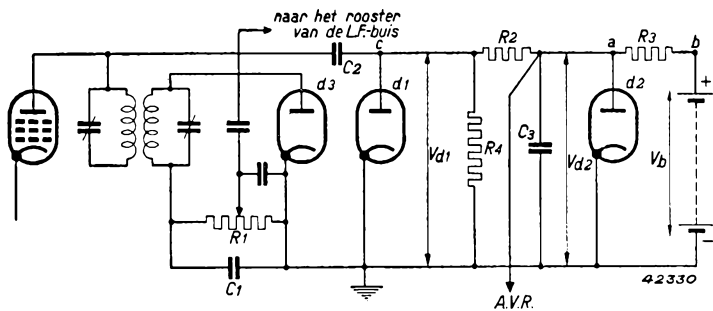 naar het rooster
van de L.F.-buis
c
C2
R2
a
R3
b
d3
d1
d2
+
C3
Vd1
R4
Vd2
Vb
R1
−
C1
42330
A.V.R.